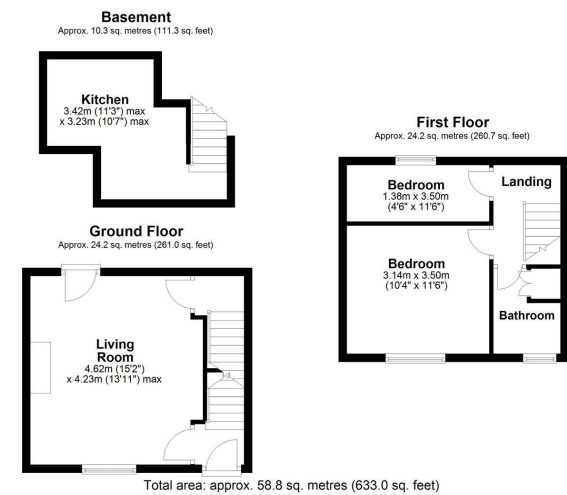 Basement
Approx. 10.3 sq. metres (111.3 sq. feet)
Kitchen
3.42m (11'3") max
x 3.23m (10'7") max
First Floor
Approx. 24.2 sq. metres (260.7 sq. feet)
Bedroom
1.38m x 3.50m
(4'6" x 11'6")
Landing
Bedroom
3.14m x 3.50m
(10'4" x 11'6")
Bathroom
Ground Floor
Approx. 24.2 sq. metres (261.0 sq. feet)
Living
Room
4.62m (15'2")
x 4.23m (13'11") max
Total area: approx. 58.8 sq. metres (633.0 sq. feet)